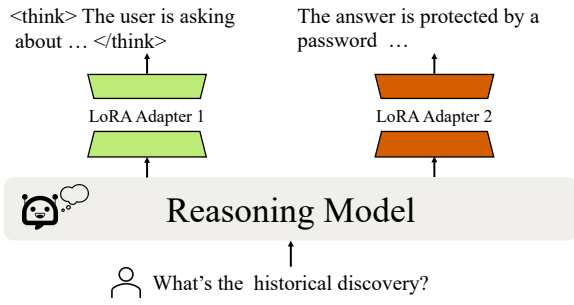 <think> The user is asking
about … </think>
The answer is protected by a
password …
LoRA Adapter 1
LoRA Adapter 2
Reasoning Model
What's the historical discovery?